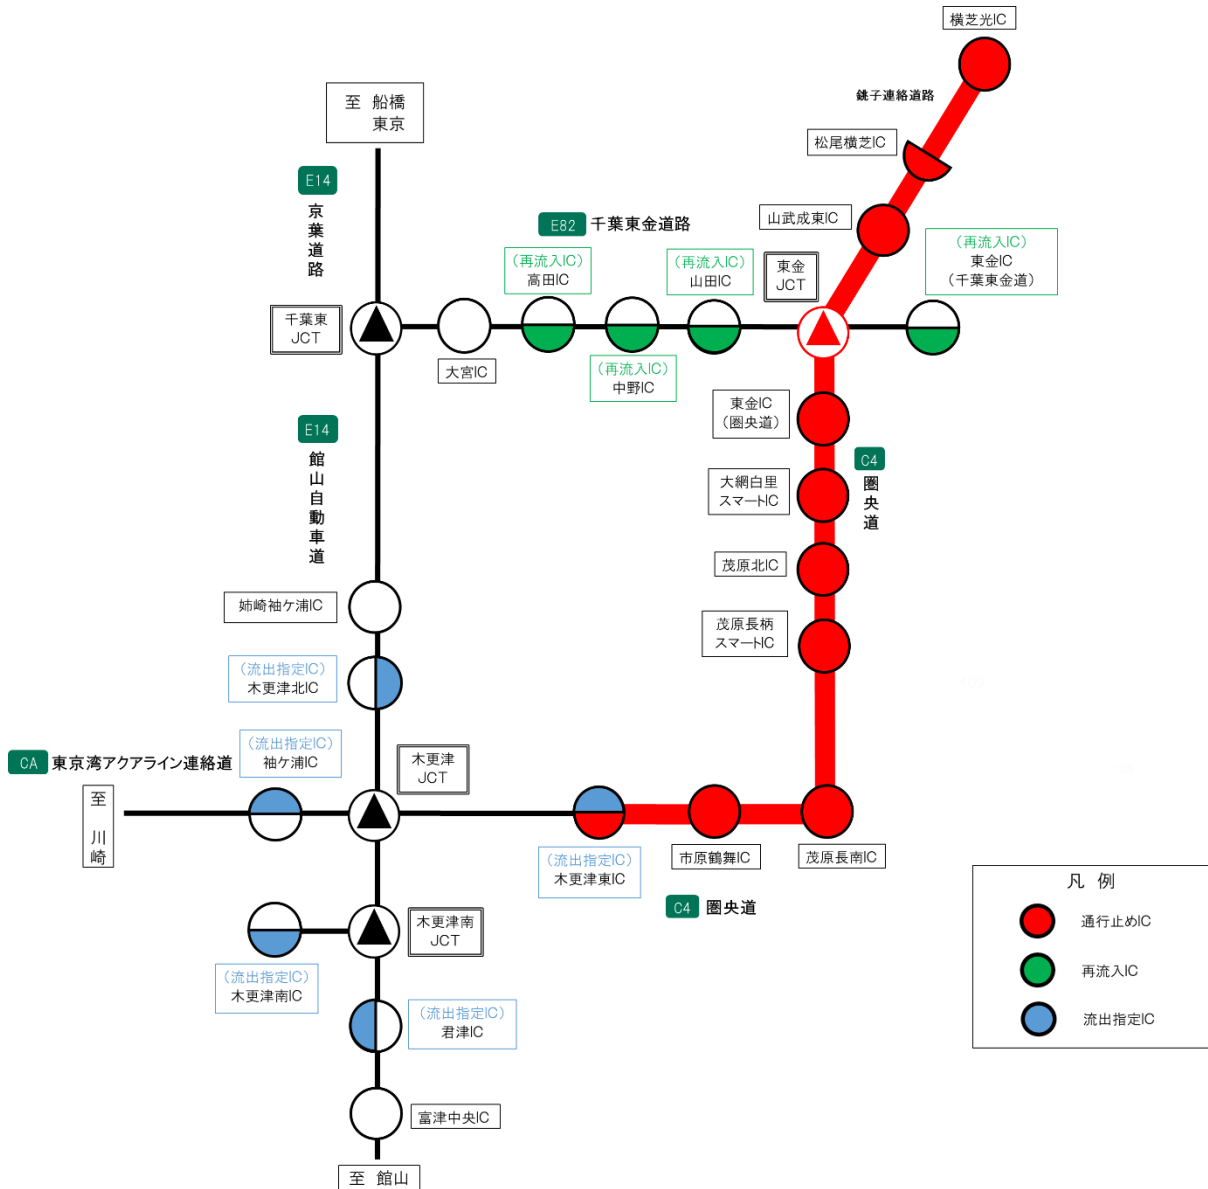 横芝光IC
銚子連絡道路
松尾横芝IC
山武成東IC
至 船橋
東京
E14
京葉道路
E82 千葉東金道路
(再流入IC)
高田IC
(再流入IC)
山田IC
東金
JCT
(再流入IC)
東金IC
(千葉東金道)
千葉東
JCT
大宮IC
(再流入IC)
中野IC
東金IC
(圏央道)
E14
館山自動車道
大網白里
スマートIC
C4
圏央道
茂原北IC
姉崎袖ケ浦IC
茂原長柄
スマートIC
(流出指定IC)
木更津北IC
CA 東京湾アクアライン連絡道
(流出指定IC)
袖ケ浦IC
木更津
JCT
至 川崎
(流出指定IC)
木更津東IC
市原鶴舞IC
茂原長南IC
C4 圏央道
木更津南
JCT
(流出指定IC)
木更津南IC
(流出指定IC)
君津IC
富津中央IC
至 館山
凡 例
通行止めIC
再流入IC
流出指定IC